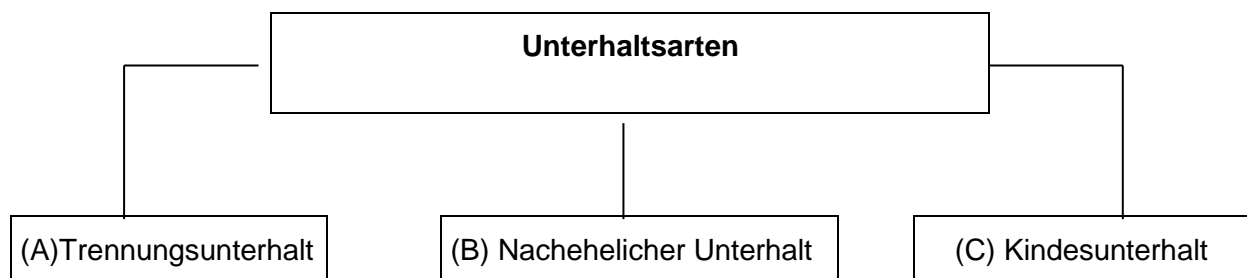 Unterhaltsarten
(A)Trennungsunterhalt
(B) Nachehelicher Unterhalt
(C) Kindesunterhalt